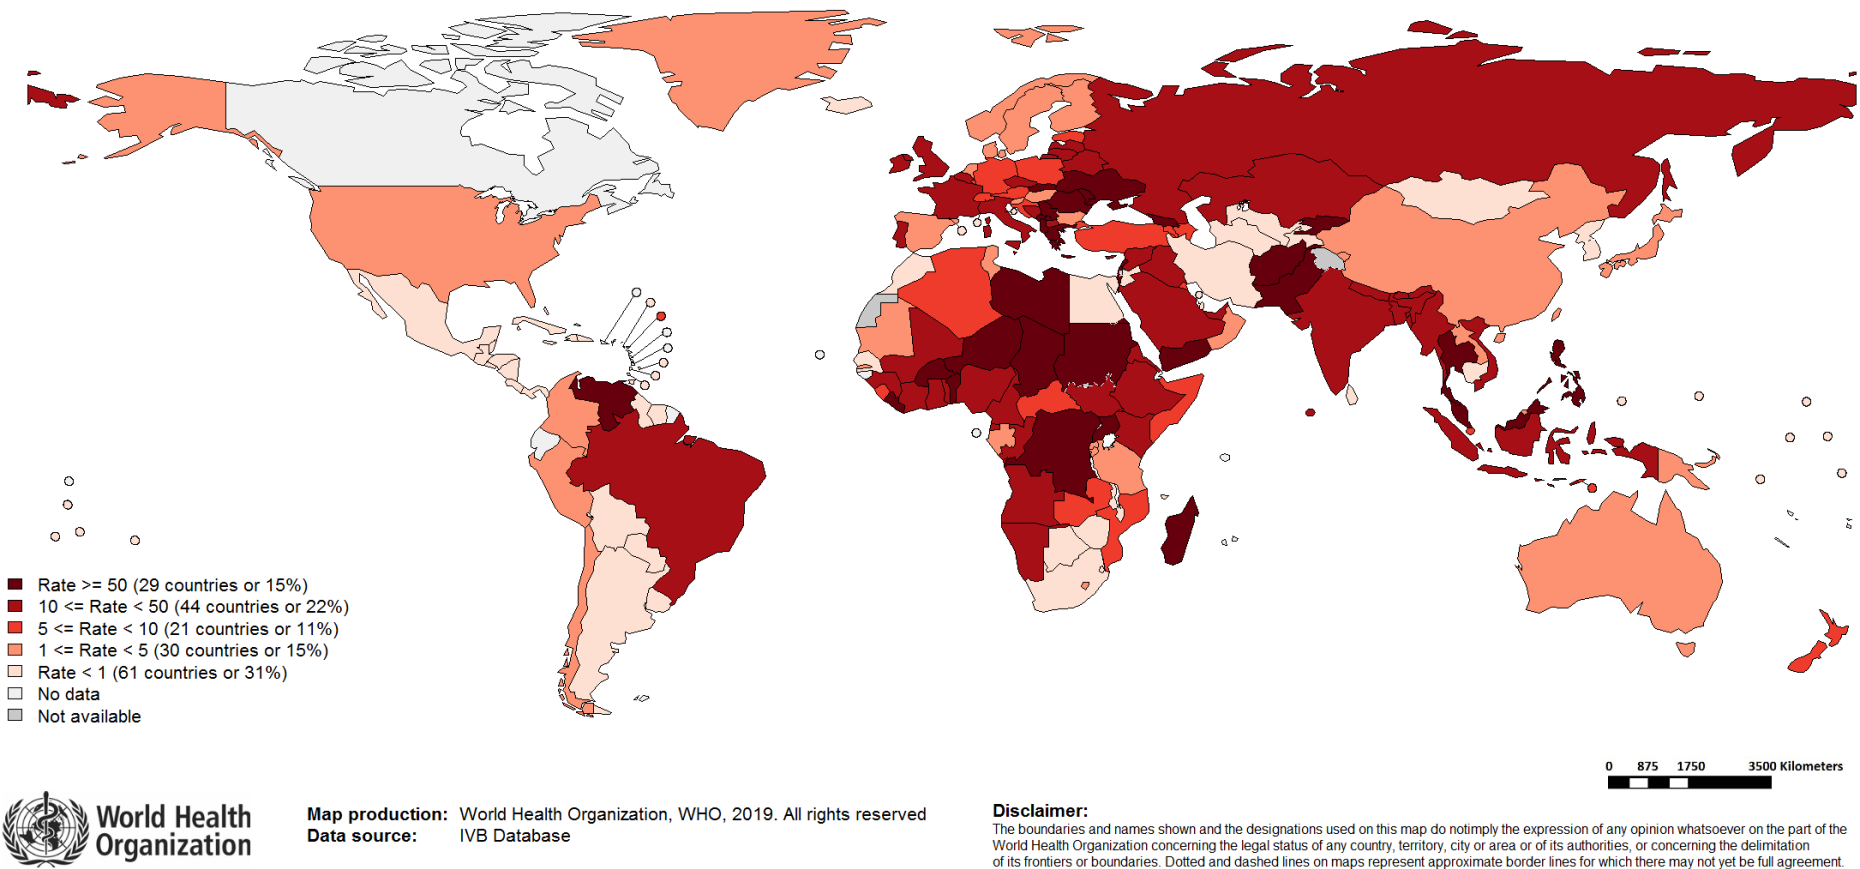 Rate >= 50 (29 countries or 15%)
10 <= Rate < 50 (44 countries or 22%)
5 <= Rate < 10 (21 countries or 11%)
1 <= Rate < 5 (30 countries or 15%)
Rate < 1 (61 countries or 31%)
No data
Not available
0 875 1750 3500 Kilometers
World Health
Organization
Map production: World Health Organization, WHO, 2019. All rights reserved
Data source: IVB Database
Disclaimer:
The boundaries and names shown and the designations used on this map do notimply the expression of any opinion whatsoever on the part of the
World Health Organization concerning the legal status of any country, territory, city or area or of its authorities, or concerning the delimitation
of its frontiers or boundaries. Dotted and dashed lines on maps represent approximate border lines for which there may not yet be full agreement.